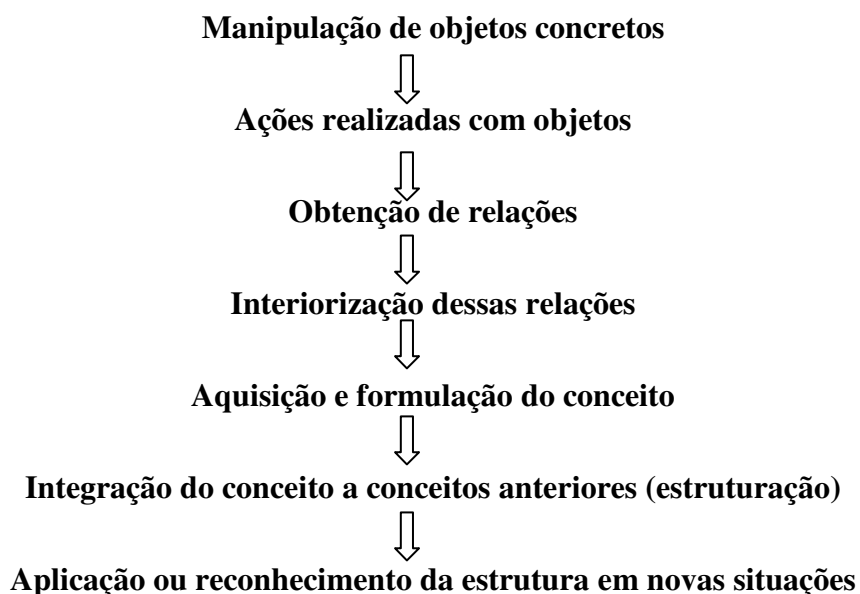 Manipulação de objetos concretos
Ações realizadas com objetos
Obtenção de relações
Interiorização dessas relações
Aquisição e formulação do conceito
Integração do conceito a conceitos anteriores (estruturação)
Aplicação ou reconhecimento da estrutura em novas situações